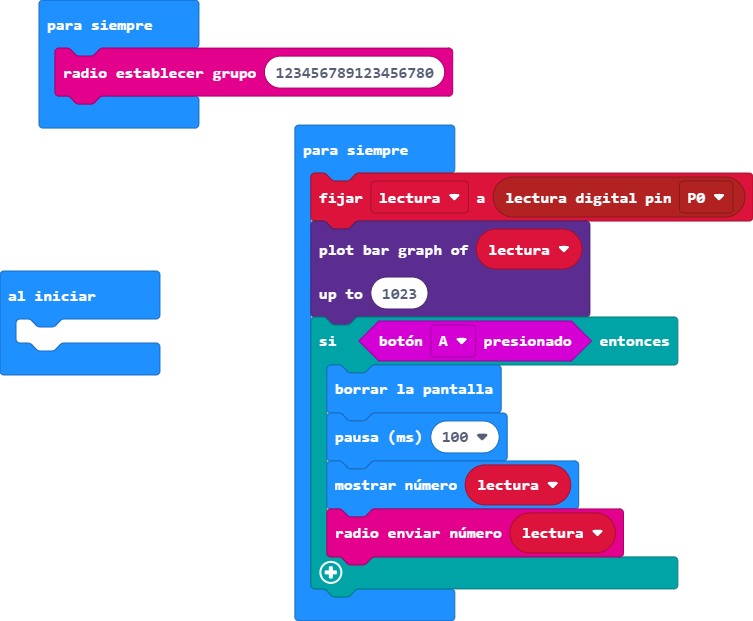 para siempre
radio establecer grupo 123456789123456780
para siempre
fijar lectura a lectura digital pin P0
plot bar graph of lectura
up to 1023
al iniciar
si botón A presionado entonces
borrar la pantalla
pausa (ms) 100
mostrar número lectura
radio enviar número lectura